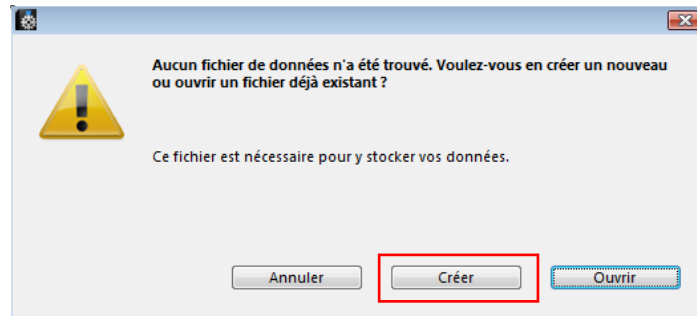 Aucun fichier de données n'a été trouvé. Voulez-vous en créer un nouveau
ou ouvrir un fichier déjà existant ?
Ce fichier est nécessaire pour y stocker vos données.
Annuler
Créer
Ouvrir